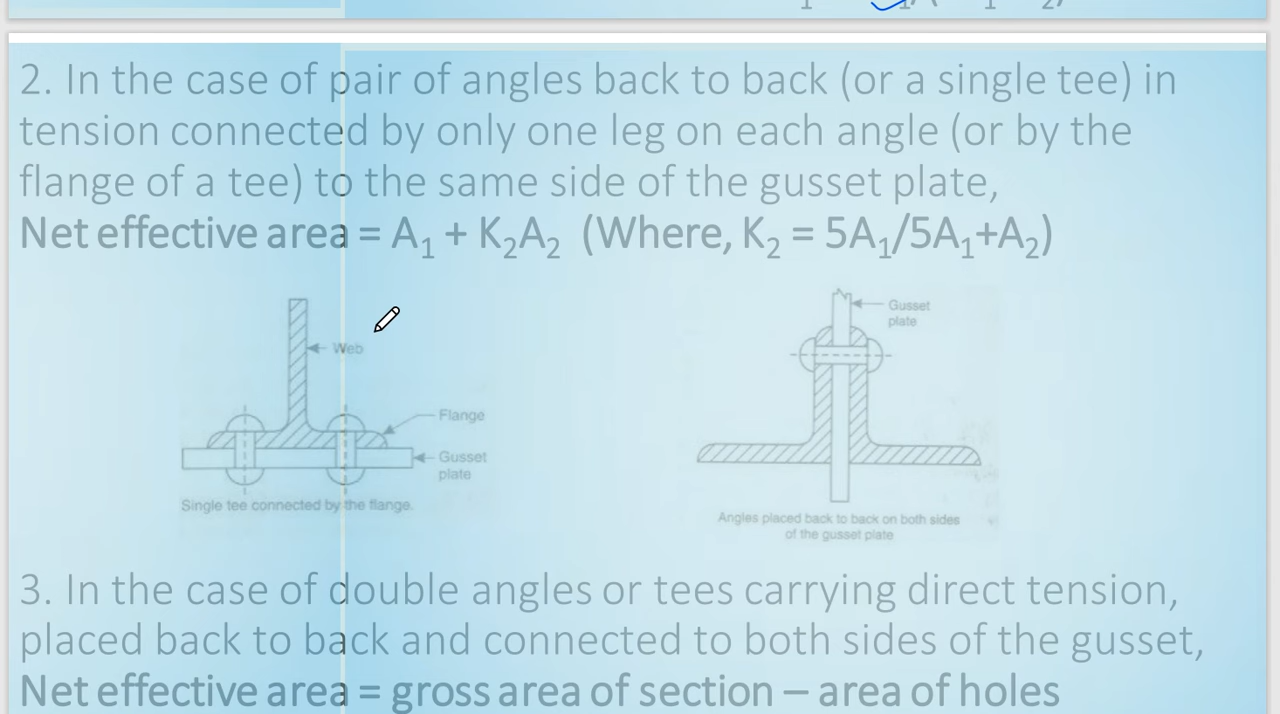 2. In the case of pair of angles back to back (or a single tee) in
tension connected by only one leg on each angle (or by the
flange of a tee) to the same side of the gusset plate,
Net effective area = A₁ + K₂A₂ (Where, K₂ = 5A₁/5A₁+A₂)
Web
Flange
Gusset
plate
Single tee connected by the flange.
Gusset
plate
Angles placed back to back on both sides
of the gusset plate
3. In the case of double angles or tees carrying direct tension,
placed back to back and connected to both sides of the gusset,
Net effective area = gross area of section – area of holes